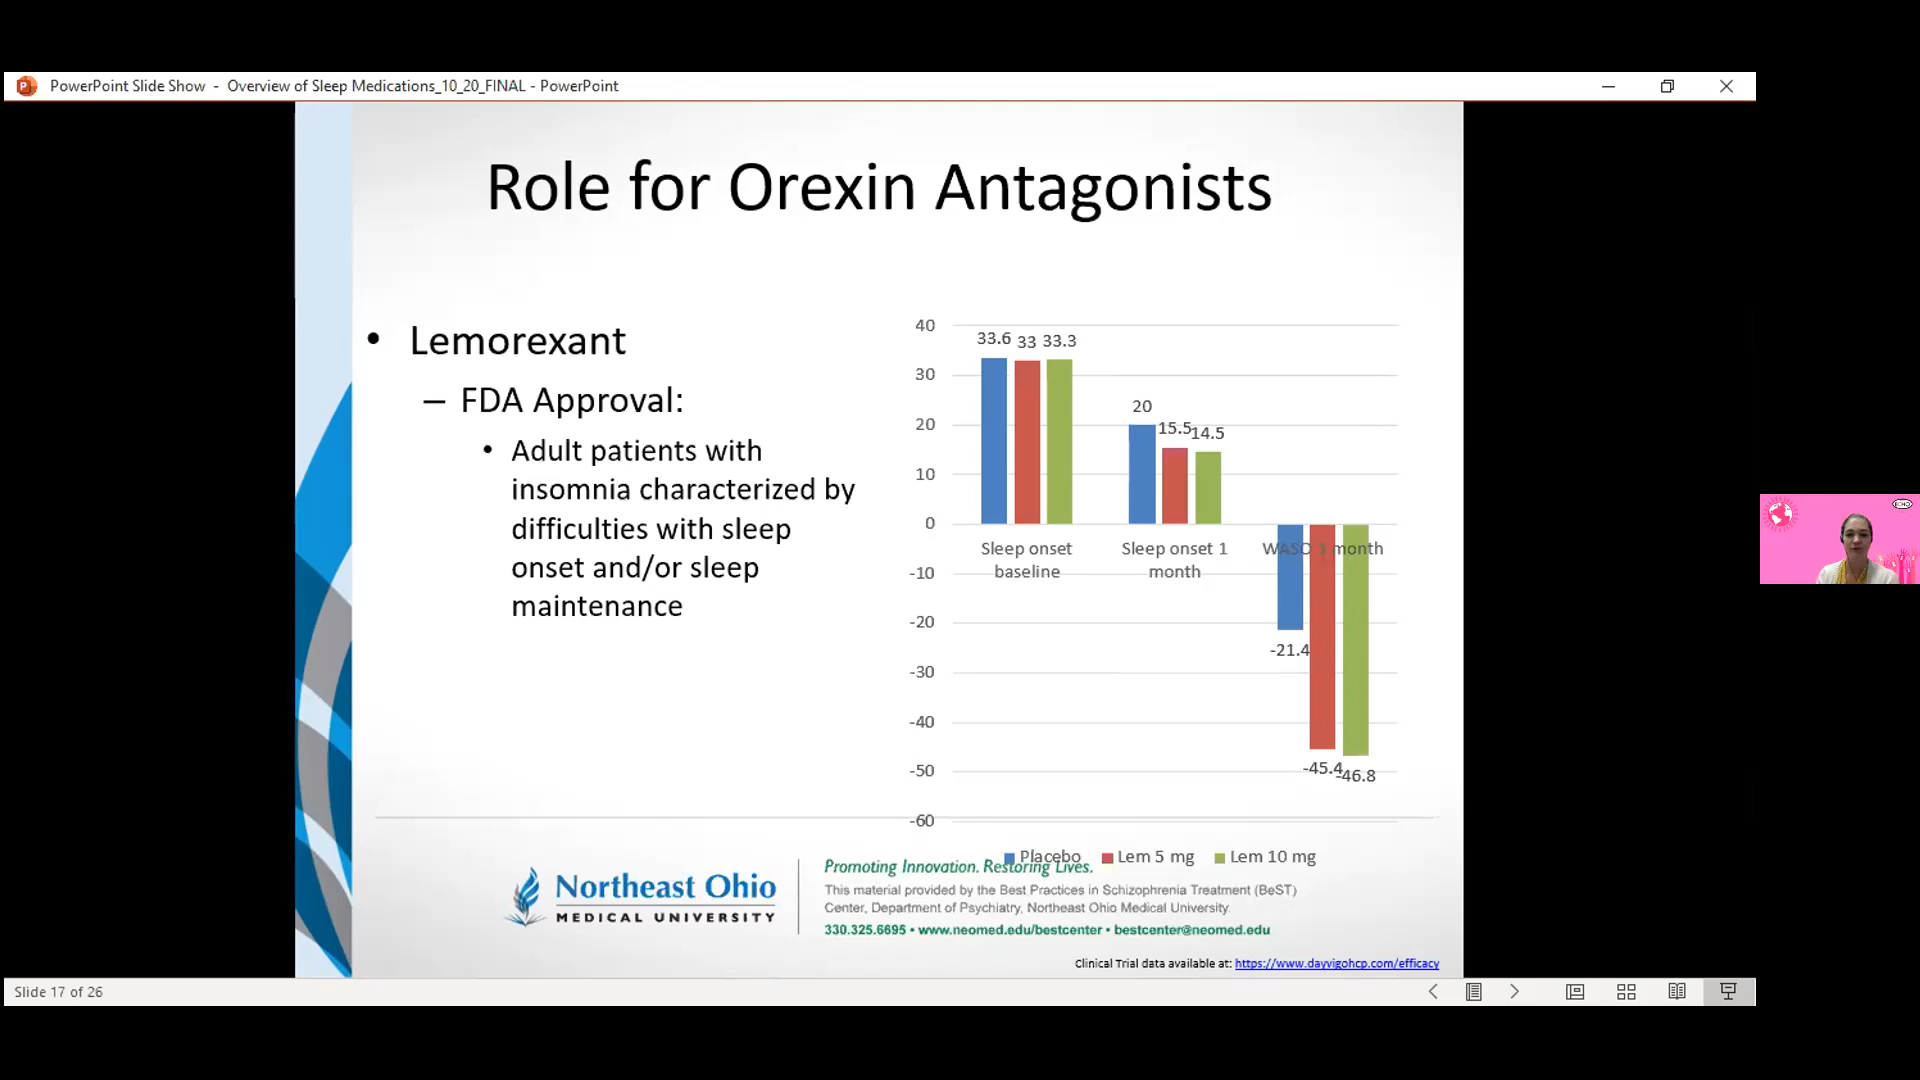 PowerPoint Slide Show - Overview of Sleep Medications_10_20_FINAL - PowerPoint
Role for Orexin Antagonists
• Lemorexant
– FDA Approval:
• Adult patients with
insomnia characterized by
difficulties with sleep
onset and/or sleep
maintenance
40
30
20
10
0
-10
-20
-30
-40
-50
-60
33.6 33 33.3
20
15.5
14.5
-21.4
-45.4
-46.8
Sleep onset
baseline
Sleep onset 1
month
WASO 1 month
Placebo Lem 5 mg Lem 10 mg
Northeast Ohio
MEDICAL UNIVERSITY
Promoting Innovation. Restoring Lives.
This material provided by the Best Practices in Schizophrenia Treatment (BeST)
Center, Department of Psychiatry, Northeast Ohio Medical University.
330.325.6695 • www.neomed.edu/bestcenter • bestcenter@neomed.edu
Clinical Trial data available at: https://www.dayvigohcp.com/efficacy
Slide 17 of 26
ECHO